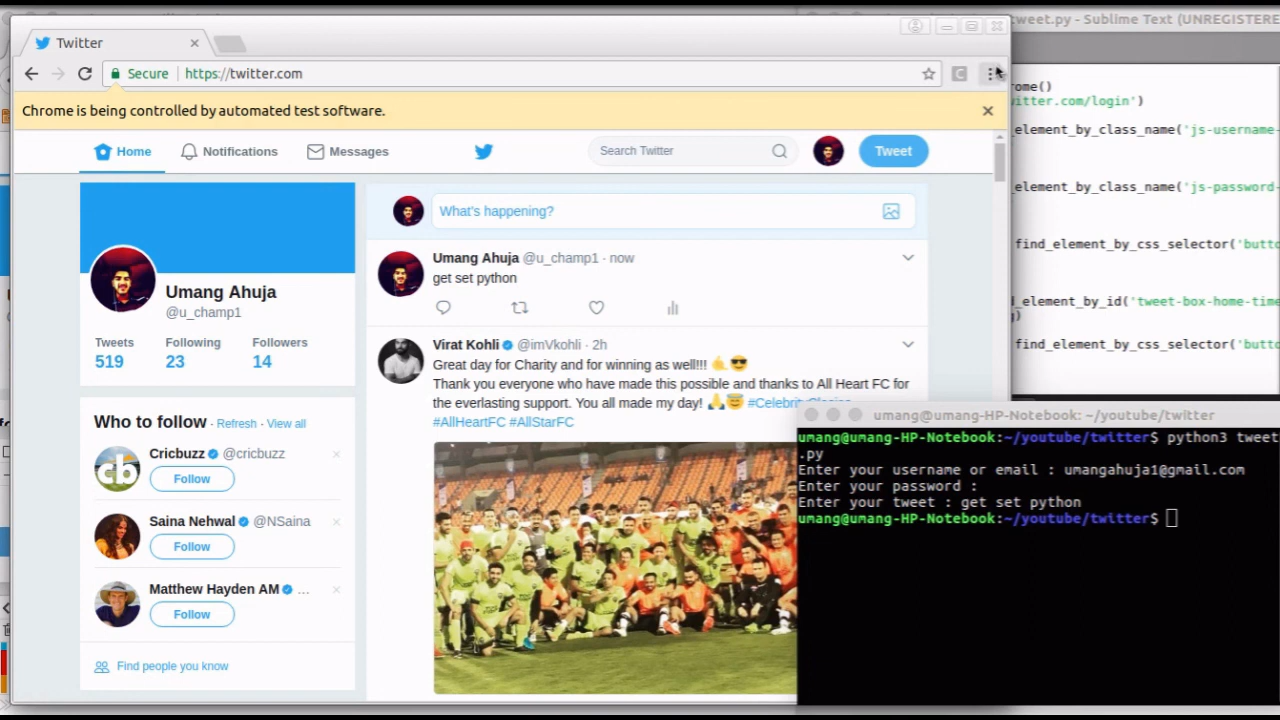 tweet.py - Sublime Text (UNREGISTERE
Twitter
Secure
https://twitter.com
C
Chrome is being controlled by automated test software.
Home
Notifications
Messages
Search Twitter
Tweet
What's happening?
Umang Ahuja
@u_champ1
Tweets
Following
Followers
519
23
14
Umang Ahuja @u_champ1 · now
get set python
Virat Kohli @imVkohli · 2h
Great day for Charity and for winning as well!!! 🤙😎
Thank you everyone who have made this possible and thanks to All Heart FC for
the everlasting support. You all made my day! 🙏😇 #CelebrityClasico
#AllHeartFC #AllStarFC
Who to follow · Refresh · View all
Cricbuzz @cricbuzz
Follow
cb
Saina Nehwal @NSaina
Follow
Matthew Hayden AM ...
Follow
Find people you know
rome()
witter.com/login')
_element_by_class_name('js-username-
_element_by_class_name('js-password-
find_element_by_css_selector('butto
d_element_by_id('tweet-box-home-time
g)
find_element_by_css_selector('butto
umang@umang-HP-Notebook: ~/youtube/twitter
umang@umang-HP-Notebook:~/youtube/twitter$ python3 tweet
.py
Enter your username or email : umangahuja1@gmail.com
Enter your password :
Enter your tweet : get set python
umang@umang-HP-Notebook:~/youtube/twitter$